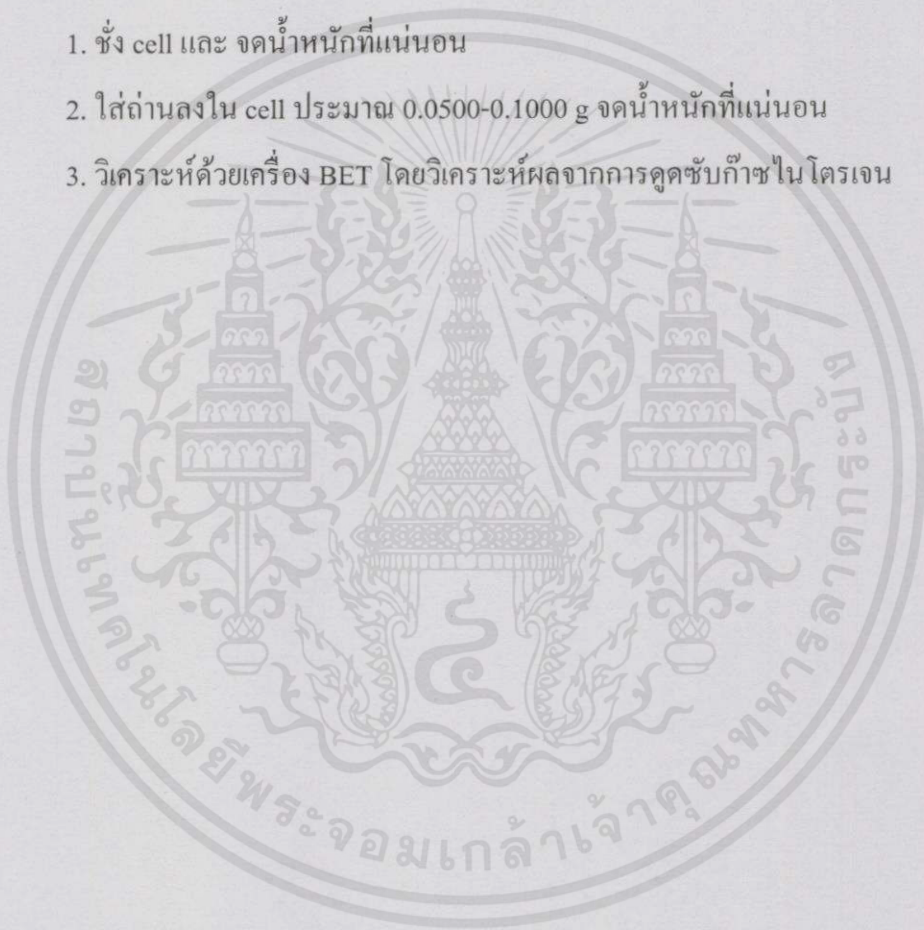 1. ชั่ง cell และ จดน้ำหนักที่แน่นอน
2. ใส่ถ่านลงใน cell ประมาณ 0.0500-0.1000 g จดน้ำหนักที่แน่นอน
3. วิเคราะห์ด้วยเครื่อง BET โดยวิเคราะห์ผลจากการดูดซับก๊าซไนโตรเจน
๔
สถาบันเทคโนโลยีพระจอมเกล้าเจ้าคุณทหารลาดกระบัง